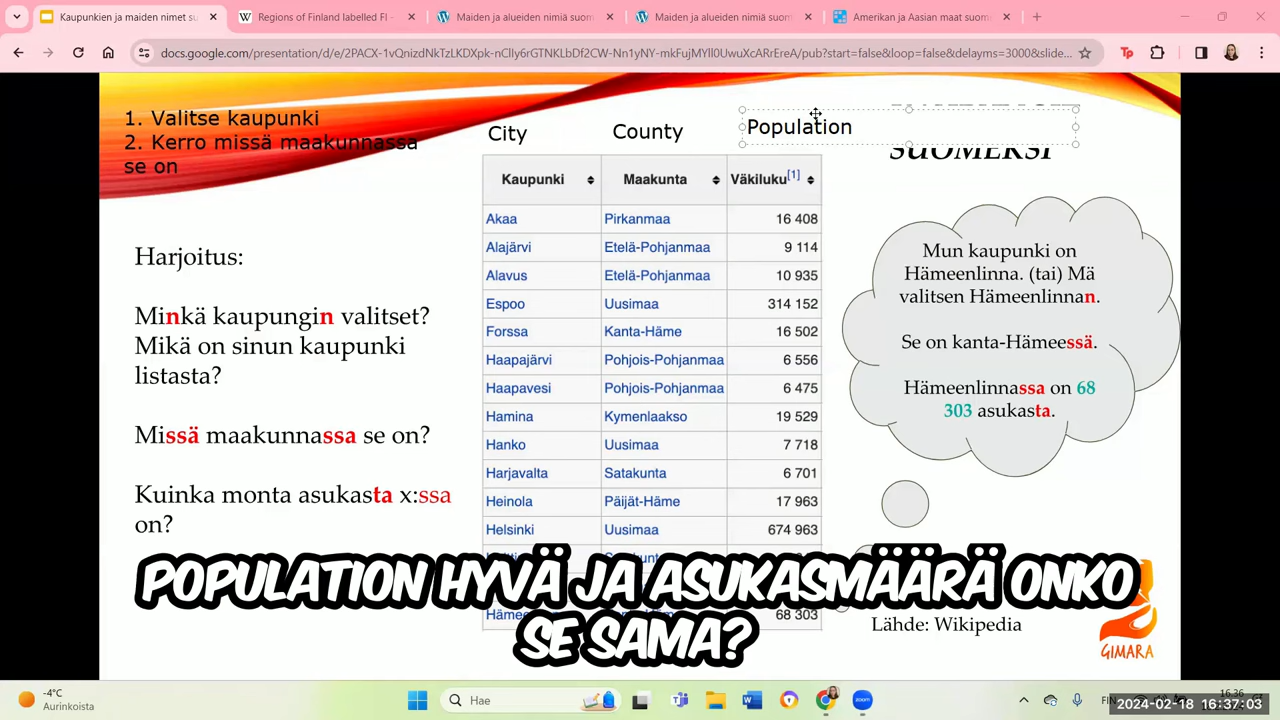 Kaupunkien ja maiden nimet su
Regions of Finland labelled FI -
Maiden ja alueiden nimiä suom
Maiden ja alueiden nimiä suom
Amerikan ja Aasian maat suom
docs.google.com/presentation/d/e/2PACX-1vQnizdNkTzLKDXpk-nClly6rGTNKLbDf2CW-Nn1yNY-mkFujMYll0UwuXcARrEreA/pub?start=false&loop=false&delayms=3000&slide...
1. Valitse kaupunki
2. Kerro missä maakunnassa
se on
City
County
Population
SUOMEKSI
Kaupunki Maakunta Väkiluku[1]
Akaa Pirkanmaa 16 408
Alajärvi Etelä-Pohjanmaa 9 114
Alavus Etelä-Pohjanmaa 10 935
Espoo Uusimaa 314 152
Forssa Kanta-Häme 16 502
Haapajärvi Pohjois-Pohjanmaa 6 556
Haapavesi Pohjois-Pohjanmaa 6 475
Hamina Kymenlaakso 19 529
Hanko Uusimaa 7 718
Harjavalta Satakunta 6 701
Heinola Päijät-Häme 17 963
Helsinki Uusimaa 674 963
68 303
Harjoitus:
Minkä kaupungin valitset?
Mikä on sinun kaupunki
listasta?
Missä maakunnassa se on?
Kuinka monta asukasta x:ssa
on?
Mun kaupunki on
Hämeenlinna. (tai) Mä
valitsen Hämeenlinnan.
Se on kanta-Hämeessä.
Hämeenlinnassa on 68
303 asukasta.
POPULATION HYVÄ JA ASUKASMÄÄRÄ ONKO
SE SAMA?
Lähde: Wikipedia
GIMARA
-4°C
Aurinkoista
Hae
FIN
16.36
2024-02-18 16:37:03